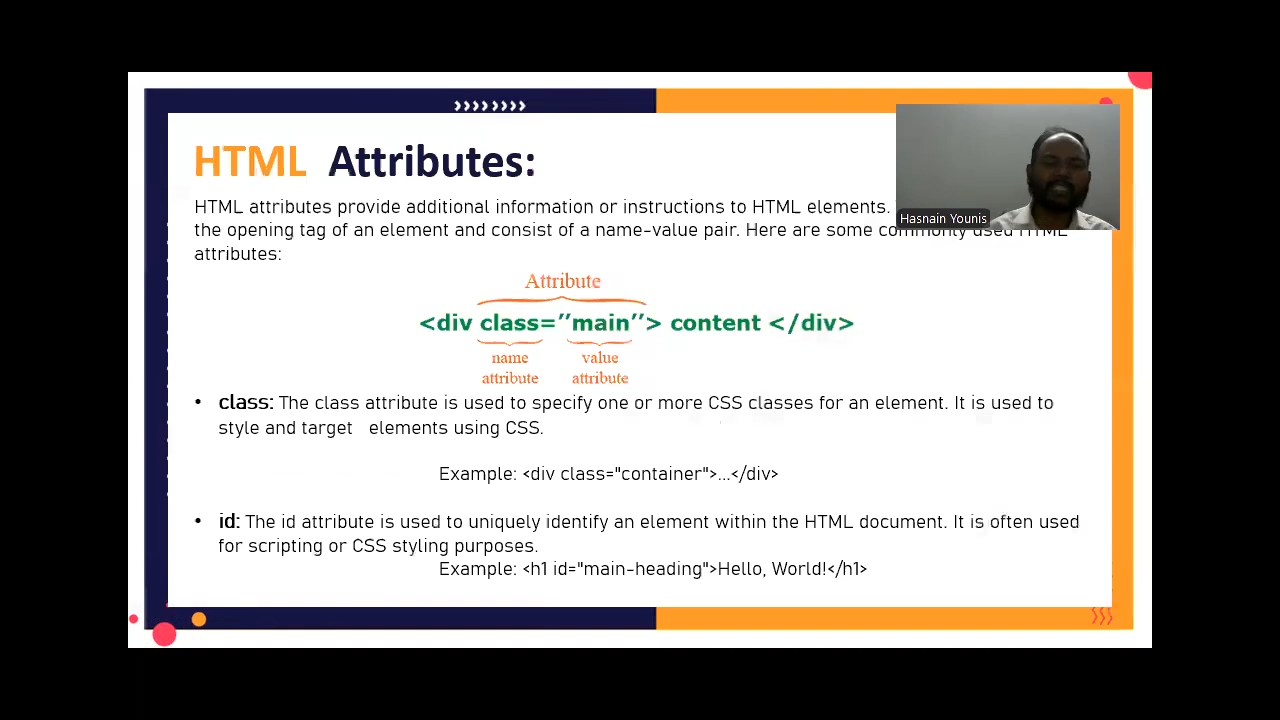 HTML Attributes:
HTML attributes provide additional information or instructions to HTML elements.
the opening tag of an element and consist of a name-value pair. Here are some commonly used HTML
attributes:
Hasnain Younis
Attribute
<div class=”main”> content </div>
name value
attribute attribute
• class: The class attribute is used to specify one or more CSS classes for an element. It is used to
style and target elements using CSS.
Example: <div class="container">...</div>
• id: The id attribute is used to uniquely identify an element within the HTML document. It is often used
for scripting or CSS styling purposes.
Example: <h1 id="main-heading">Hello, World!</h1>